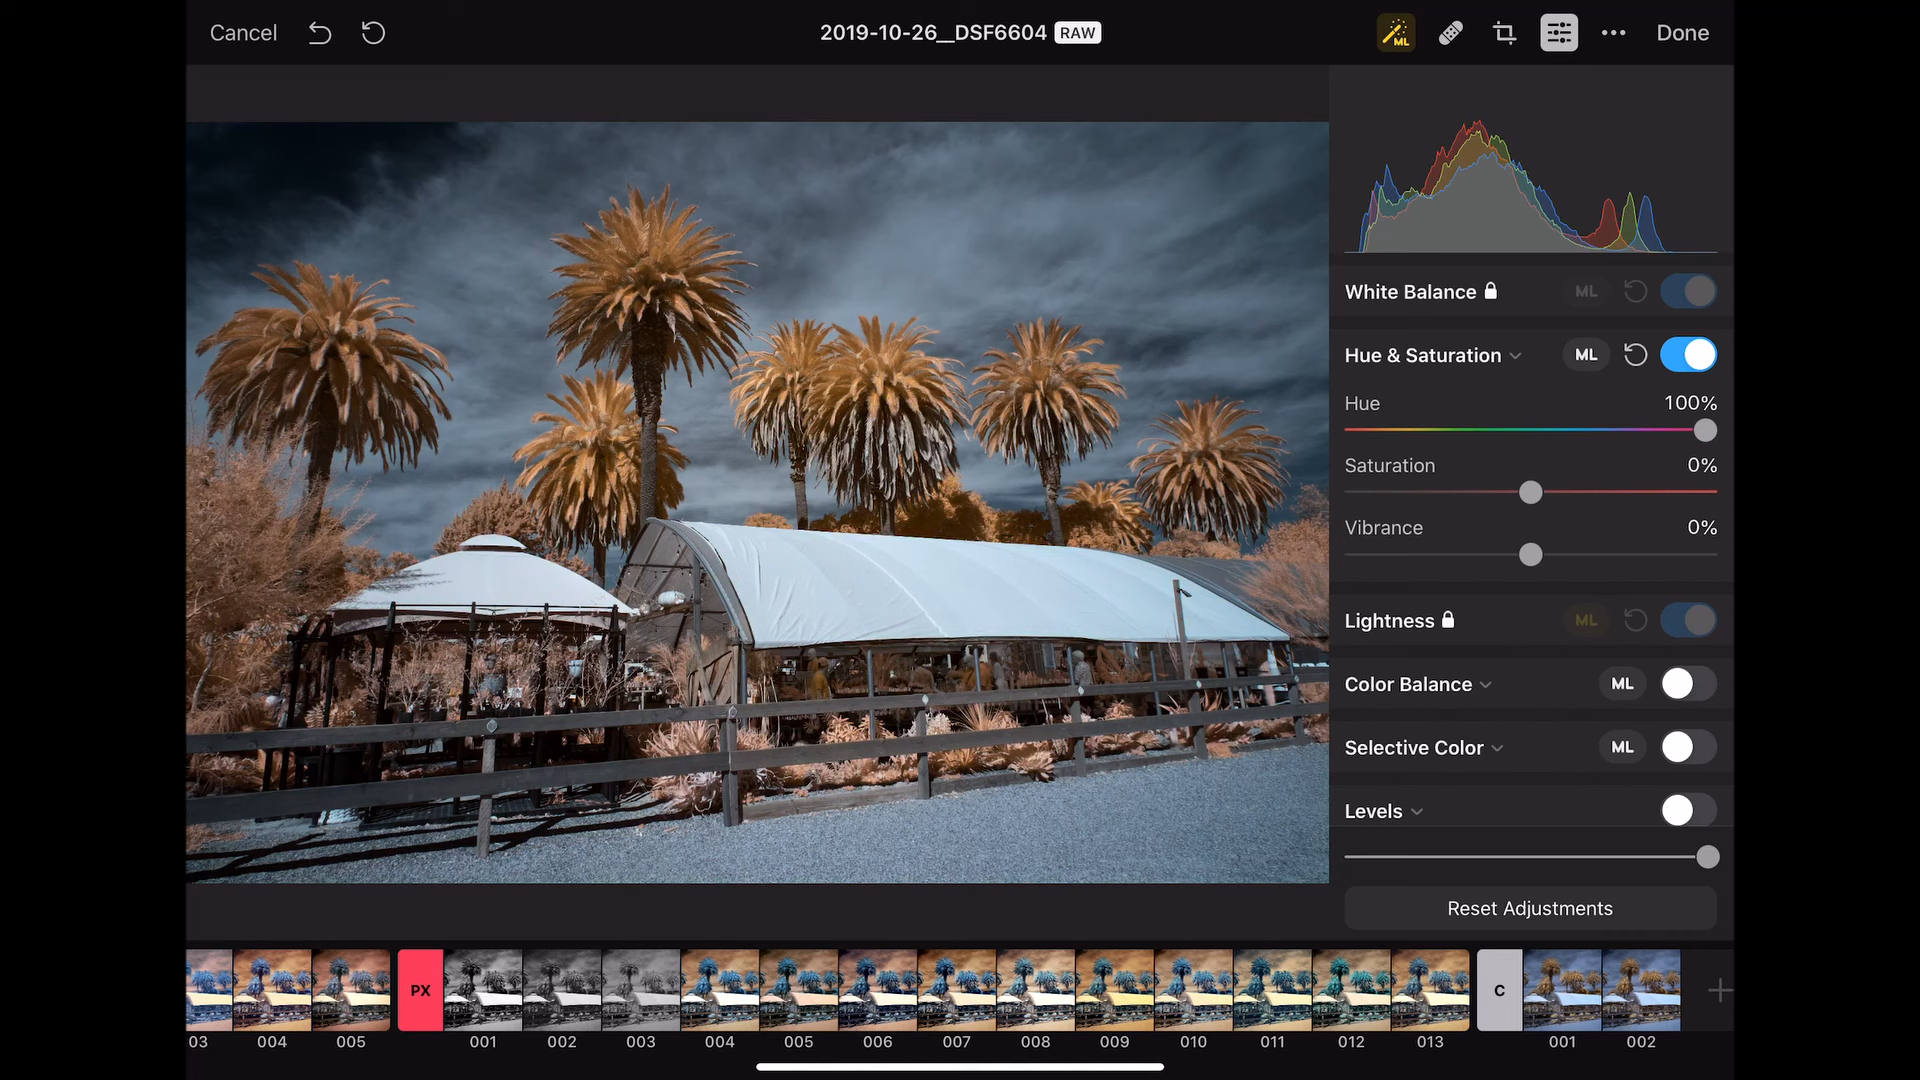 Cancel
2019-10-26__DSF6604 RAW
ML
Done
White Balance ML
Hue & Saturation ML
Hue 100%
Saturation 0%
Vibrance 0%
Lightness ML
Color Balance ML
Selective Color ML
Levels
Reset Adjustments
PX
C
03 004 005 001 002 003 004 005 006 007 008 009 010 011 012 013 001 002